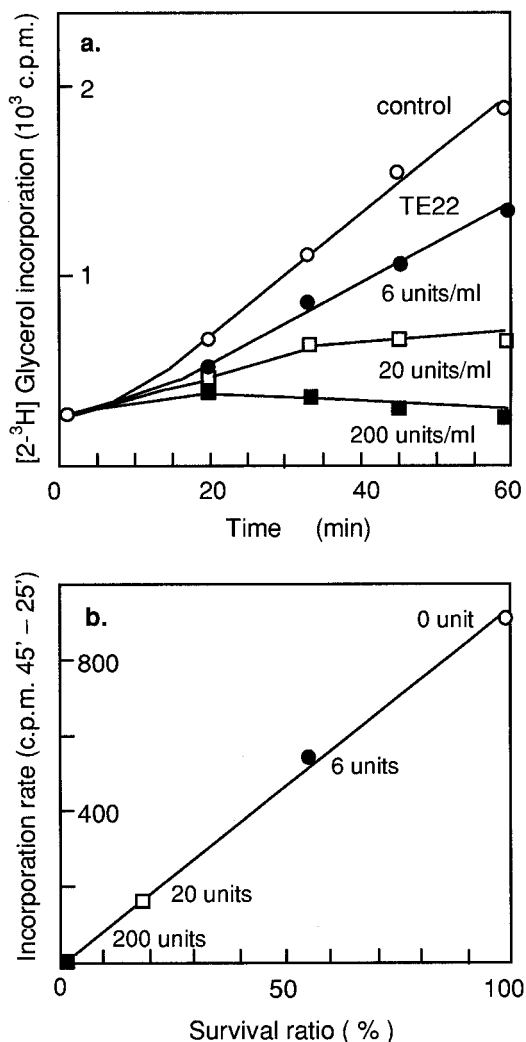 a.
[2-³H] Glycerol incorporation (10³ c.p.m.)
2
1
control
TE22
6 units/ml
20 units/ml
200 units/ml
0 20 40 60
Time (min)
b.
Incorporation rate (c.p.m. 45' – 25')
800
400
0 unit
6 units
20 units
200 units
0 50 100
Survival ratio ( % )